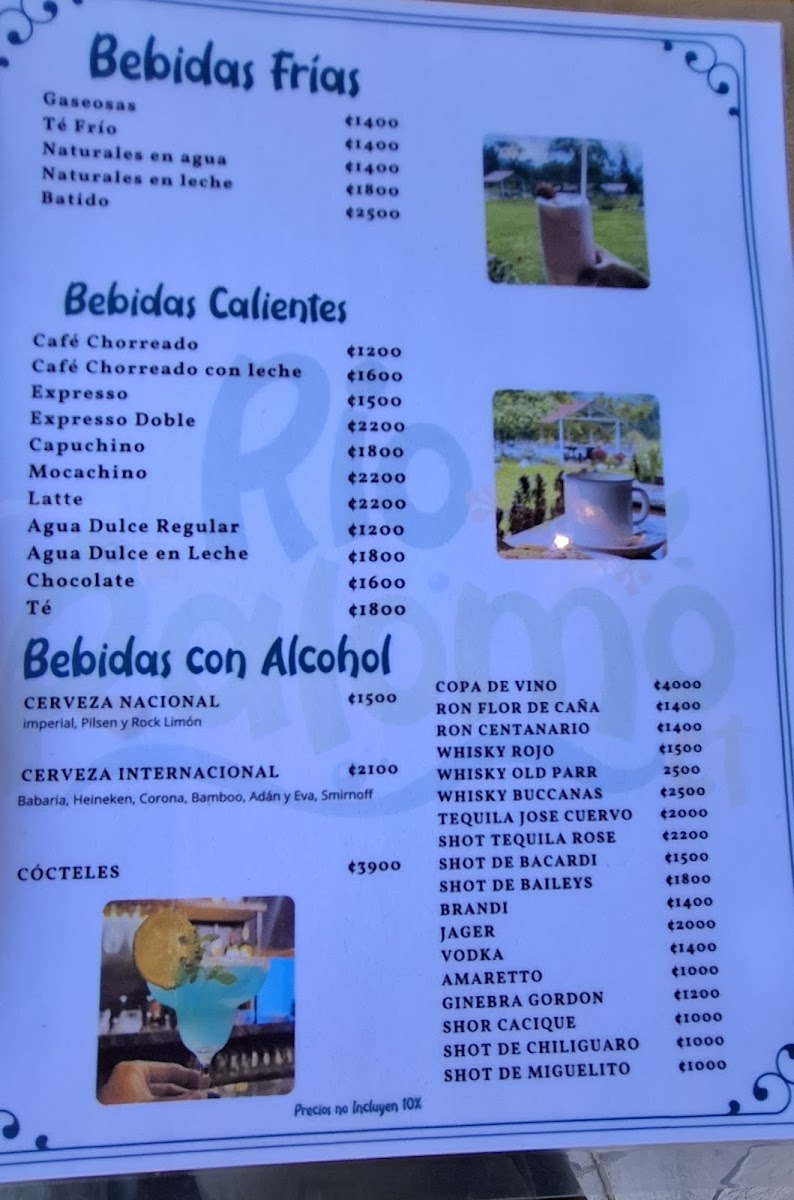 Bebidas Frías
Gaseosas ₡1400
Té Frío ₡1400
Naturales en agua ₡1400
Naturales en leche ₡1800
Batido ₡2500
Bebidas Calientes
Café Chorreado ₡1200
Café Chorreado con leche ₡1600
Expresso ₡1500
Expresso Doble ₡2200
Capuchino ₡1800
Mocachino ₡2200
Latte ₡2200
Agua Dulce Regular ₡1200
Agua Dulce en Leche ₡1800
Chocolate ₡1600
Té ₡1800
Río
Palomo
Bebidas con Alcohol
CERVEZA NACIONAL ₡1500
imperial, Pilsen y Rock Limón
CERVEZA INTERNACIONAL ₡2100
Babaria, Heineken, Corona, Bamboo, Adán y Eva, Smirnoff
CÓCTELES ₡3900
COPA DE VINO ₡4000
RON FLOR DE CAÑA ₡1400
RON CENTANARIO ₡1400
WHISKY ROJO ₡1500
WHISKY OLD PARR 2500
WHISKY BUCCANAS ₡2500
TEQUILA JOSE CUERVO ₡2000
SHOT TEQUILA ROSE ₡2200
SHOT DE BACARDI ₡1500
SHOT DE BAILEYS ₡1800
BRANDI ₡1400
JAGER ₡2000
VODKA ₡1400
AMARETTO ₡1000
GINEBRA GORDON ₡1200
SHOR CACIQUE ₡1000
SHOT DE CHILIGUARO ₡1000
SHOT DE MIGUELITO ₡1000
Precios no Incluyen 10%